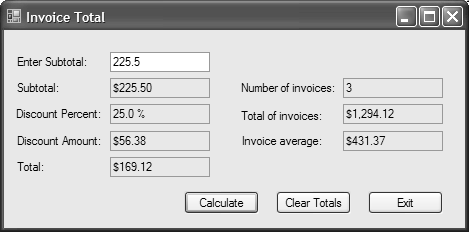 Invoice Total
Enter Subtotal: 225.5
Subtotal: $225.50 Number of invoices: 3
Discount Percent: 25.0 % Total of invoices: $1,294.12
Discount Amount: $56.38 Invoice average: $431.37
Total: $169.12
Calculate Clear Totals Exit